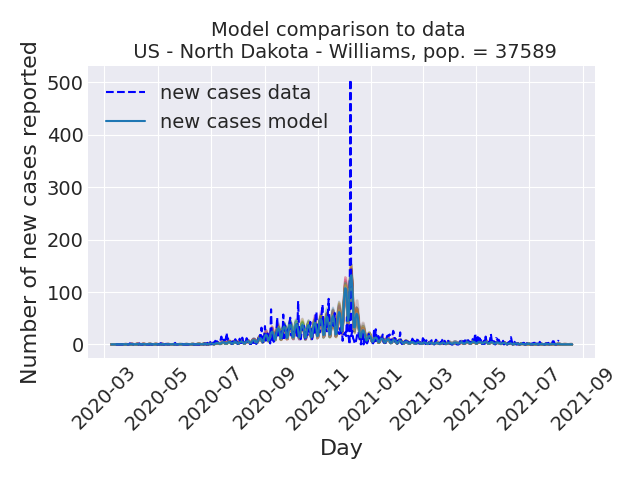 Model comparison to data
US - North Dakota - Williams, pop. = 37589
Number of new cases reported
500
400
300
200
100
0
new cases data
new cases model
2020-03
2020-05
2020-07
2020-09
2020-11
2021-01
2021-03
2021-05
2021-07
2021-09
Day